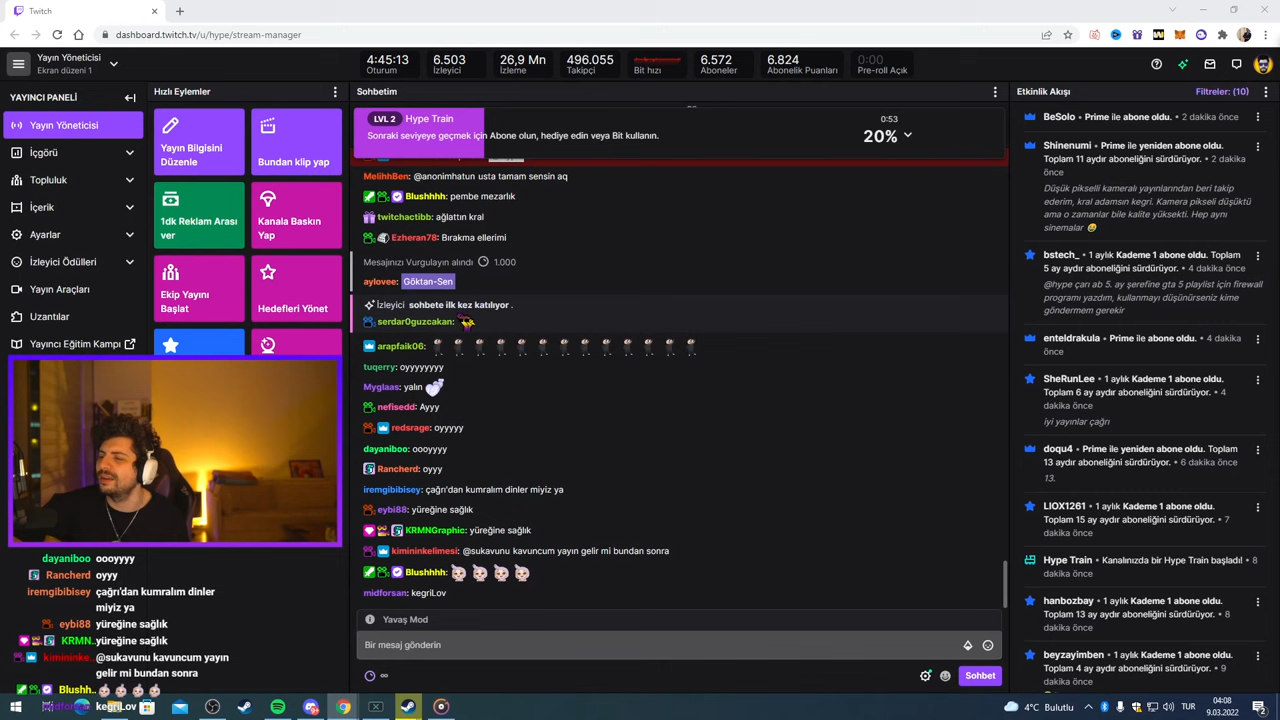 Twitch
dashboard.twitch.tv/u/hype/stream-manager
Yayın Yöneticisi
Ekran düzeni 1
4:45:13
Oturum
6.503
İzleyici
26,9 Mn
İzleme
496.055
Takipçi
Bit hızı
6.572
Aboneler
6.824
Abonelik Puanları
0:00
Pre-roll Açık
YAYINCI PANELİ
Yayın Yöneticisi
İçgörü
Topluluk
İçerik
Ayarlar
İzleyici Ödülleri
Yayın Araçları
Uzantılar
Yayıncı Eğitim Kampı
Hızlı Eylemler
Yayın Bilgisini
Düzenle
Bundan klip yap
1dk Reklam Arası
ver
Kanala Baskın
Yap
Ekip Yayını
Başlat
Hedefleri Yönet
Sohbetim
LVL 2 Hype Train
Sonraki seviyeye geçmek için Abone olun, hediye edin veya Bit kullanın.
0:53
20%
MelihhBen: @anonimhatun usta tamam sensin aq
Blushhhh: pembe mezarlık
twitchactibb: ağlattın kral
Ezheran78: Bırakma ellerimi
Mesajınızı Vurgulayın alındı 1.000
aylovee: Göktan-Sen
İzleyici sohbete ilk kez katılıyor .
serdar0guzcakan:
arapfaik06:
tuqerry: oyyyyyyyy
Myglaas: yalın
nefisedd: Ayyy
redsrage: oyyyyy
dayaniboo: oooyyyy
Rancherd: oyyy
iremgibibisey: çağrı'dan kumralım dinler miyiz ya
eybi88: yüreğine sağlık
KRMNGraphic: yüreğine sağlık
kimininkelimesi: @sukavunu kavuncum yayın gelir mi bundan sonra
Blushhhh:
midforsan: kegriLov
Yavaş Mod
Bir mesaj gönderin
∞
Sohbet
Etkinlik Akışı
Filtreler: (10)
BeSolo • Prime ile abone oldu. • 2 dakika önce
Shinenumi • Prime ile yeniden abone oldu.
Toplam 11 aydır aboneliğini sürdürüyor. • 2 dakika
önce
Düşük pikselli kameralı yayınlarından beri takip
ederim, kral adamsın kegri. Kamera pikseli düşüktü
ama o zamanlar bile kalite yüksekti. Hep aynı
sinemalar
bstech_ • 1 aylık Kademe 1 abone oldu. Toplam
5 ay aydır aboneliğini sürdürüyor. • 4 dakika önce
@hype çarı ab 5. ay şerefine gta 5 playlist için firewall
programı yazdım, kullanmayı düşünürseniz kime
göndermem gerekir
enteldrakula • Prime ile abone oldu. • 4 dakika
önce
SheRunLee • 1 aylık Kademe 1 abone oldu.
Toplam 6 ay aydır aboneliğini sürdürüyor. • 4
dakika önce
iyi yayınlar çağrı
doqu4 • Prime ile yeniden abone oldu. Toplam
13 aydır aboneliğini sürdürüyor. • 6 dakika önce
13.
LIOX1261 • 1 aylık Kademe 1 abone oldu.
Toplam 15 ay aydır aboneliğini sürdürüyor. • 7
dakika önce
Hype Train • Kanalınızda bir Hype Train başladı! • 8
dakika önce
hanbozbay • 1 aylık Kademe 1 abone oldu.
Toplam 13 ay aydır aboneliğini sürdürüyor. • 8
dakika önce
beyzayimben • 1 aylık Kademe 1 abone oldu.
Toplam 4 ay aydır aboneliğini sürdürüyor. • 9
dakika önce
dayaniboo oooyyyy
Rancherd oyyy
iremgibibisey çağrı'dan kumralım dinler
miyiz ya
eybi88 yüreğine sağlık
KRMN.. yüreğine sağlık
kimininke.. @sukavunu kavuncum yayın
gelir mi bundan sonra
Blushh..
midforsan kegriLov
4°C Bulutlu
TUR
04:08
9.03.2022
2